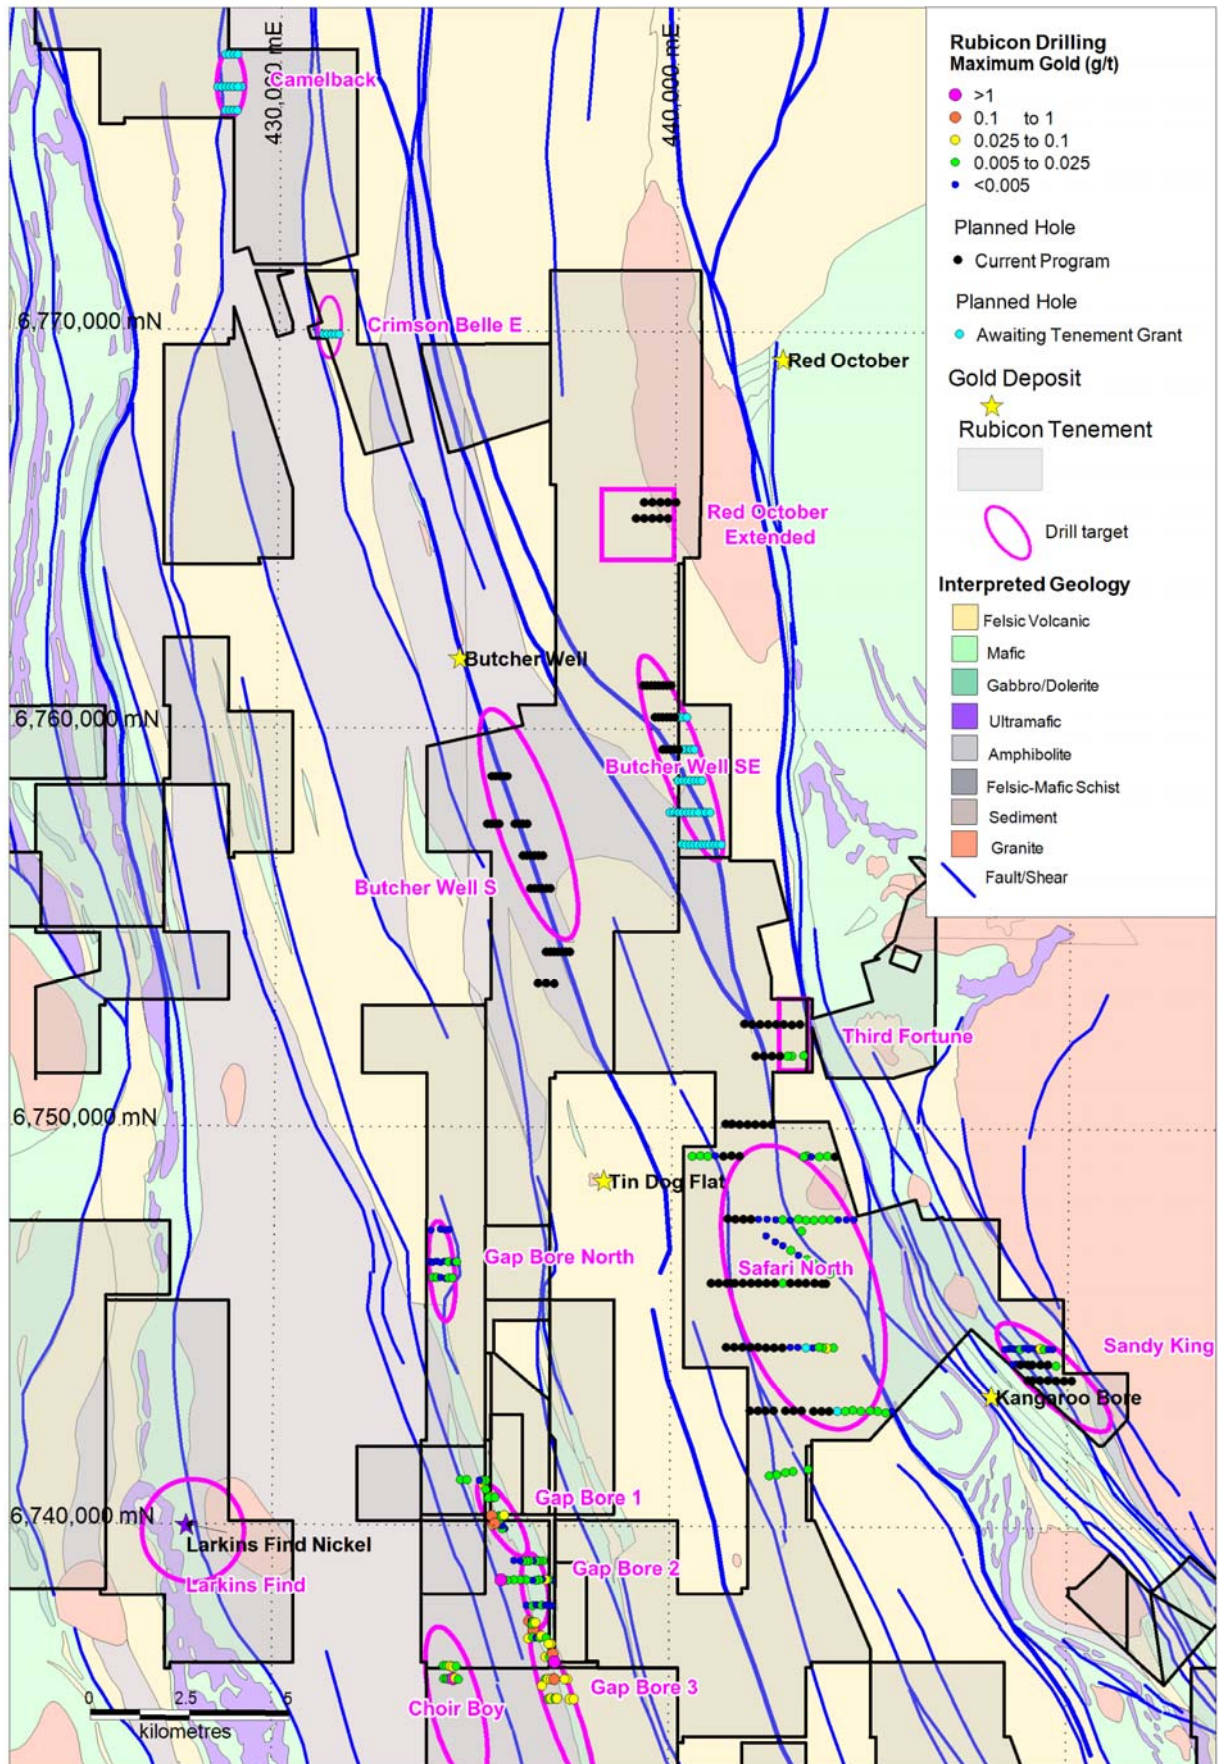 Camelback
430,000 mE
440,000 mE
6,770,000 mN
Crimson Belle E
Red October
Red October
Extended
Butcher Well
6,760,000 mN
Butcher Well SE
Butcher Well S
Third Fortune
6,750,000 mN
Tin Dog Flat
Gap Bore North
Safari North
Sandy King
Kangaroo Bore
Gap Bore 1
6,740,000 mN
Larkins Find Nickel
Larkins Find
Gap Bore 2
Gap Bore 3
Choir Boy
0 2.5 5
kilometres
Rubicon Drilling
Maximum Gold (g/t)
>1
0.1 to 1
0.025 to 0.1
0.005 to 0.025
<0.005
Planned Hole
Current Program
Planned Hole
Awaiting Tenement Grant
Gold Deposit
Rubicon Tenement
Drill target
Interpreted Geology
Felsic Volcanic
Mafic
Gabbro/Dolerite
Ultramafic
Amphibolite
Felsic-Mafic Schist
Sediment
Granite
Fault/Shear